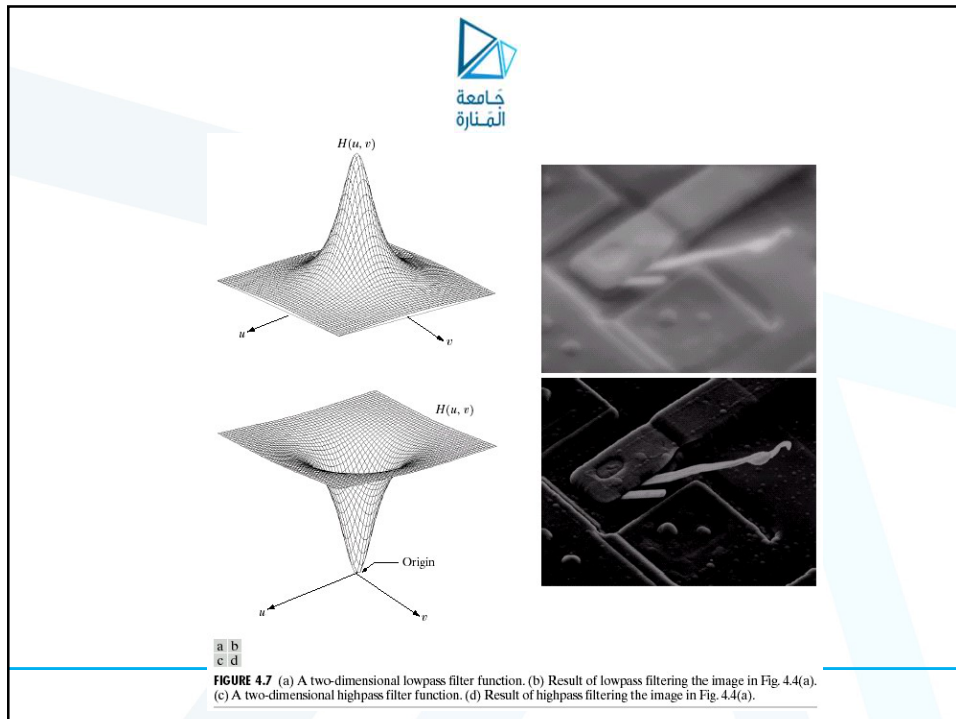 جَامعة
المَنارة
H(u, v)
u
v
H(u, v)
Origin
u
v
a b
c d
FIGURE 4.7 (a) A two-dimensional lowpass filter function. (b) Result of lowpass filtering the image in Fig. 4.4(a).
(c) A two-dimensional highpass filter function. (d) Result of highpass filtering the image in Fig. 4.4(a).